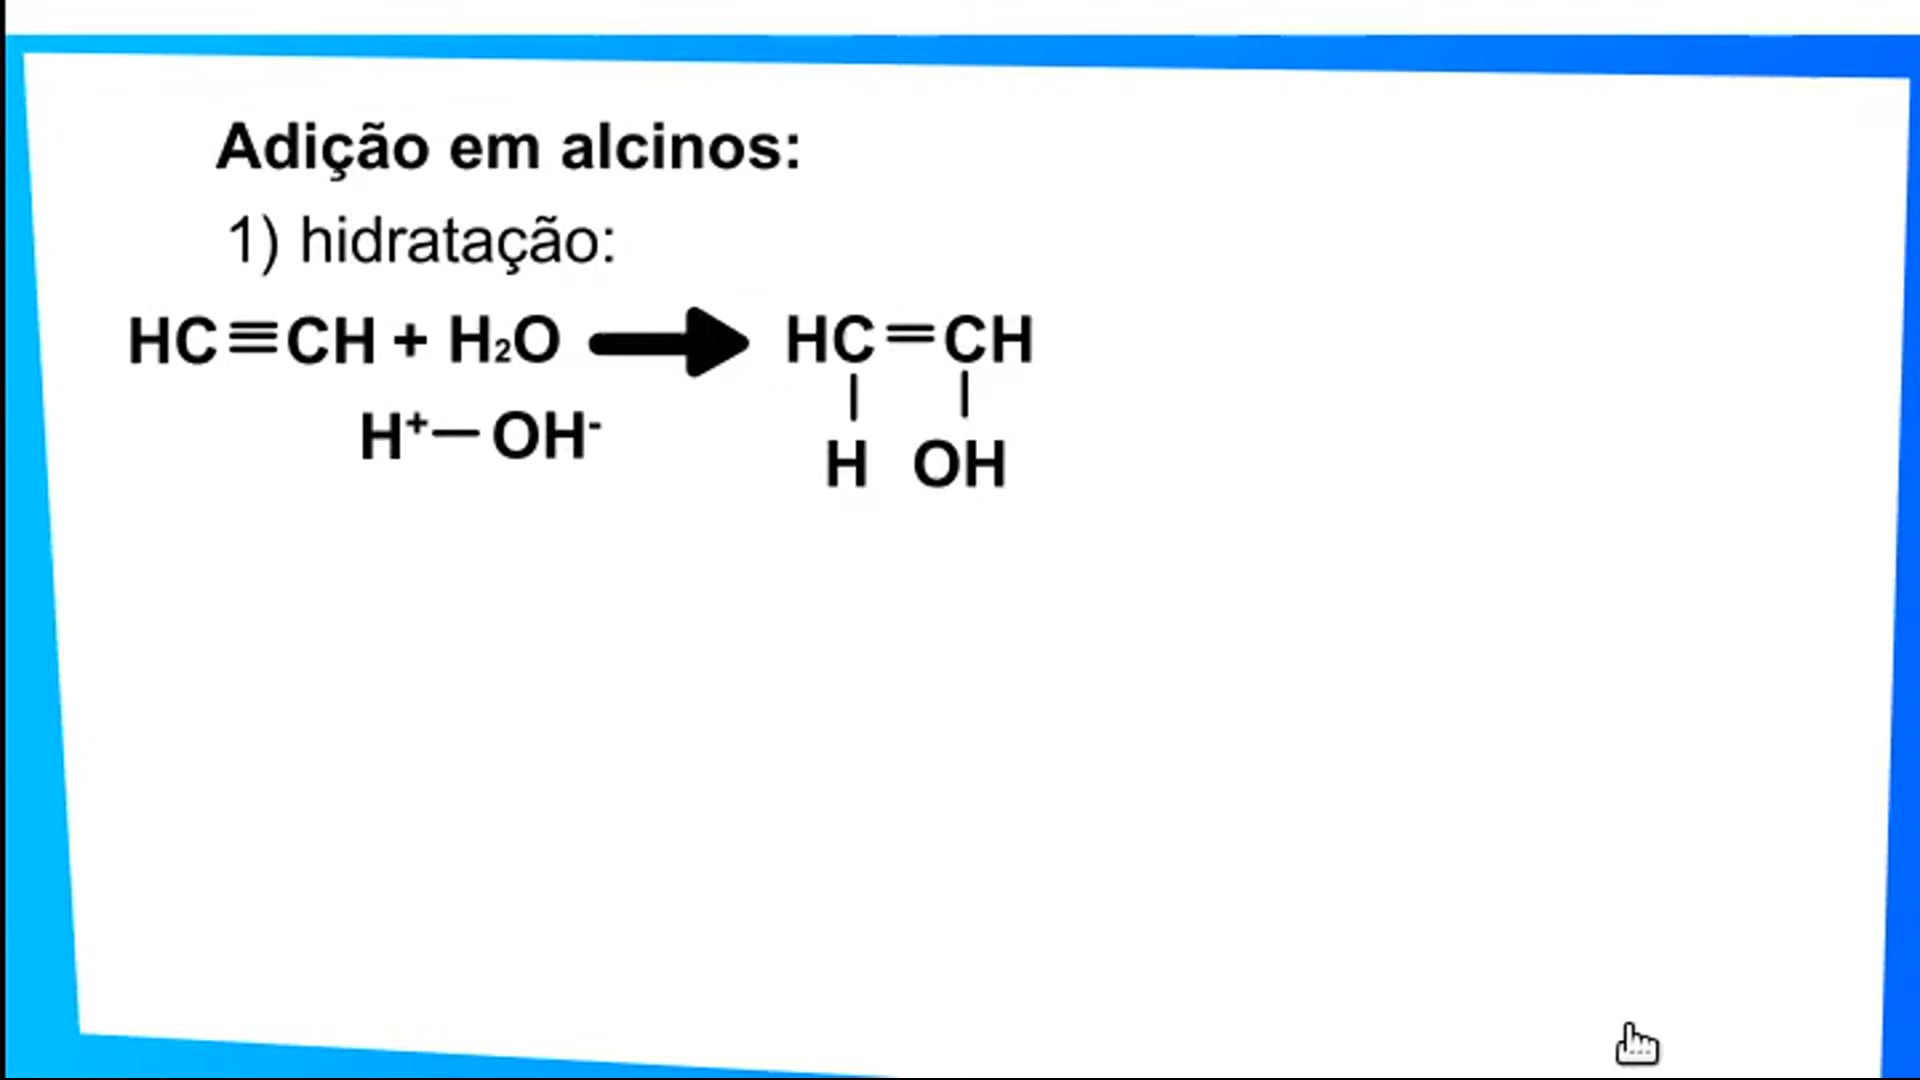 Adição em alcinos:
1) hidratação:
HC≡CH + H₂O → HC=CH
H⁺—OH⁻
H OH